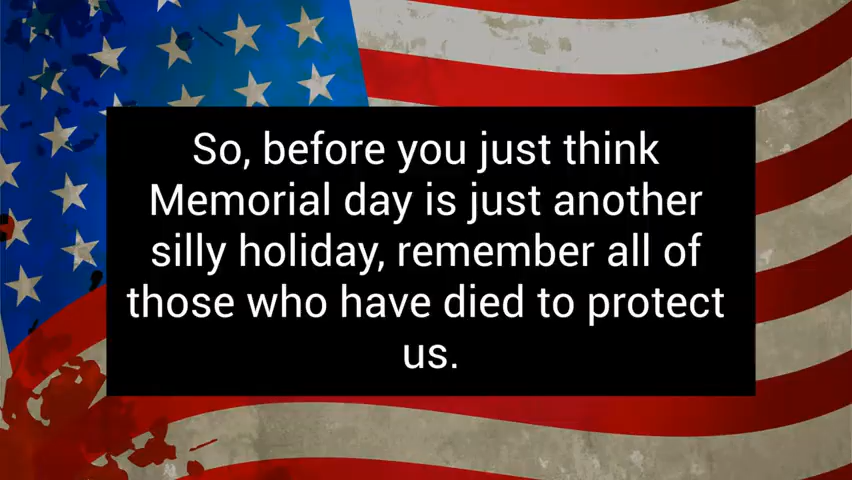 So, before you just think
Memorial day is just another
silly holiday, remember all of
those who have died to protect
us.